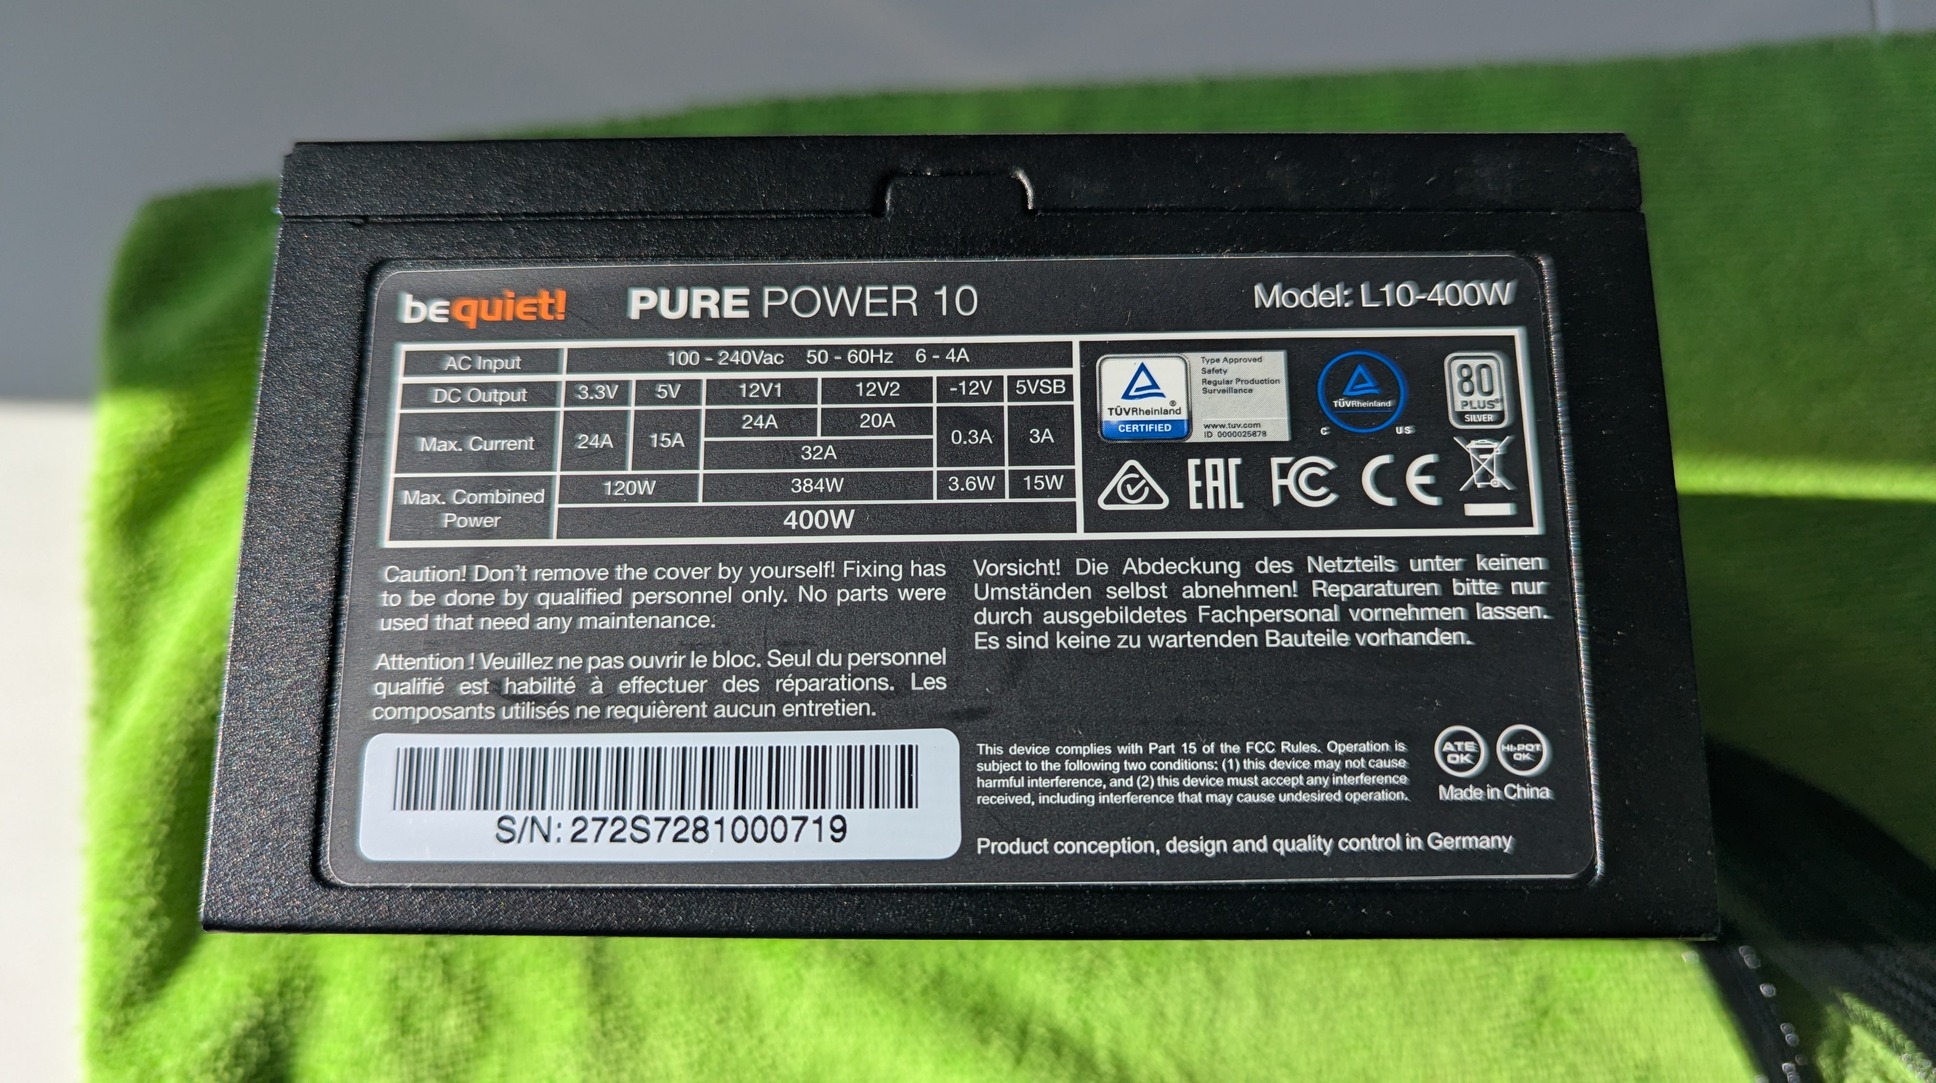 be quiet! PURE POWER 10 Model: L10-400W
AC Input 100 - 240Vac 50 - 60Hz 6 - 4A
DC Output 3.3V 5V 12V1 12V2 -12V 5VSB
Max. Current 24A 15A 24A 20A 0.3A 3A
32A
Max. Combined Power 120W 384W 3.6W 15W
400W
TÜVRheinland®
CERTIFIED
Type Approved
Safety
Regular Production
Surveillance
www.tuv.com
ID 0000025678
TÜVRheinland
C US
80
PLUS
SILVER
EAC FC CE
Caution! Don't remove the cover by yourself! Fixing has
to be done by qualified personnel only. No parts were
used that need any maintenance.
Attention ! Veuillez ne pas ouvrir le bloc. Seul du personnel
qualifié est habilité à effectuer des réparations. Les
composants utilisés ne requièrent aucun entretien.
Vorsicht! Die Abdeckung des Netzteils unter keinen
Umständen selbst abnehmen! Reparaturen bitte nur
durch ausgebildetes Fachpersonal vornehmen lassen.
Es sind keine zu wartenden Bauteile vorhanden.
S/N: 272S7281000719
This device complies with Part 15 of the FCC Rules. Operation is
subject to the following two conditions: (1) this device may not cause
harmful interference, and (2) this device must accept any interference
received, including interference that may cause undesired operation.
ATE
OK
HI-POT
OK
Made in China
Product conception, design and quality control in Germany